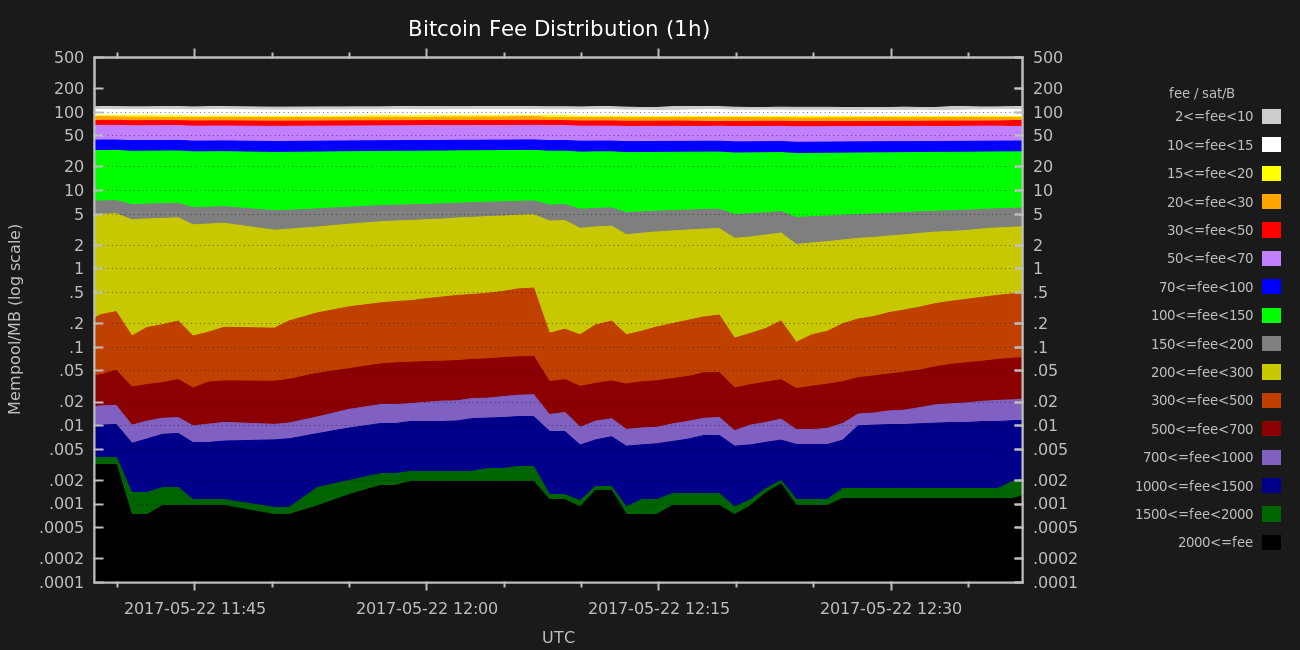 Bitcoin Fee Distribution (1h)
500 500
200 200
100 100
50 50
20 20
10 10
5 5
2 2
1 1
.5 .5
.2 .2
.1 .1
.05 .05
.02 .02
.01 .01
.005 .005
.002 .002
.001 .001
.0005 .0005
.0002 .0002
.0001 .0001
Mempool/MB (log scale)
2017-05-22 11:45 2017-05-22 12:00 2017-05-22 12:15 2017-05-22 12:30
UTC
fee / sat/B
2<=fee<10
10<=fee<15
15<=fee<20
20<=fee<30
30<=fee<50
50<=fee<70
70<=fee<100
100<=fee<150
150<=fee<200
200<=fee<300
300<=fee<500
500<=fee<700
700<=fee<1000
1000<=fee<1500
1500<=fee<2000
2000<=fee